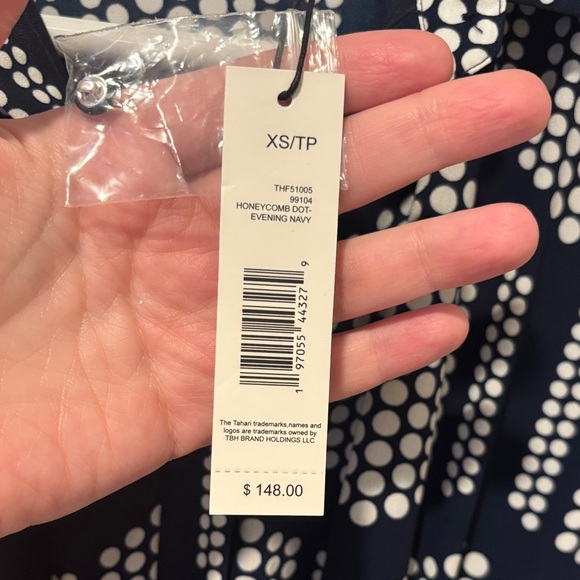 XS/TP
THF51005
99104
HONEYCOMB DOT-
EVENING NAVY
1 97055 44327 9
The Tahari trademarks,names and
logos are trademarks owned by
TBH BRAND HOLDINGS LLC
$ 148.00